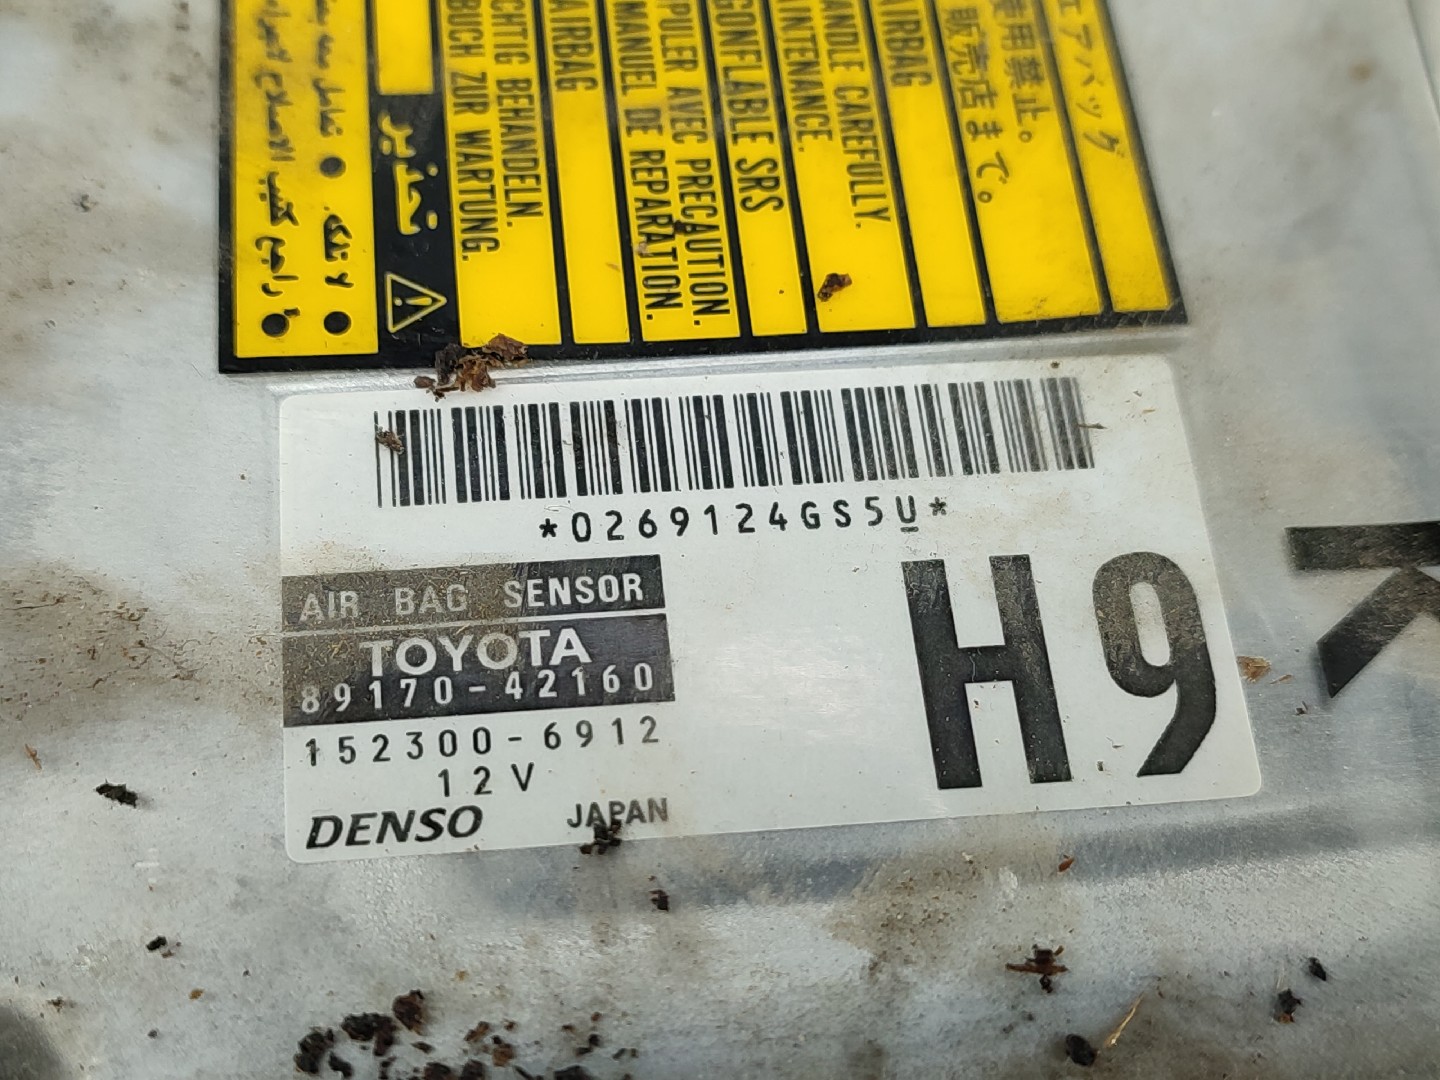 エアバッグ
使用禁止。
販売店まで。
AIRBAG
ANDLE CAREFULLY.
AINTENANCE.
GONFLABLE SRS
PULER AVEC PRECAUTION.
MANUEL DE REPARATION.
AIRBAG
CHTIG BEHANDELN.
BUCH ZUR WARTUNG.
تحذير
*0269124GS5U*
AIR BAG SENSOR
TOYOTA
89170-42160
152300-6912
12V
DENSO JAPAN
H9
K